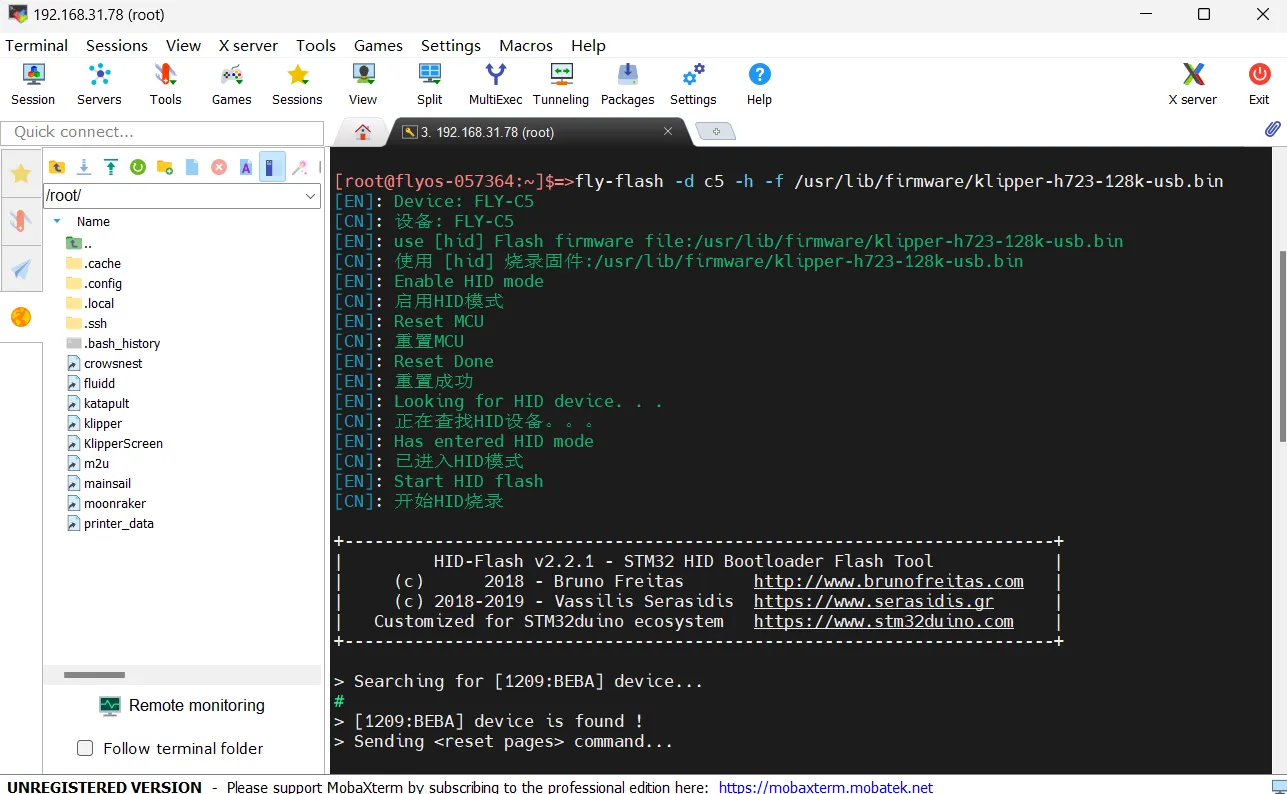 192.168.31.78 (root)
Terminal Sessions View X server Tools Games Settings Macros Help
Session Servers Tools Games Sessions View Split MultiExec Tunneling Packages Settings Help X server Exit
Quick connect...
3. 192.168.31.78 (root)
/root/
Name
..
.cache
.config
.local
.ssh
.bash_history
crowsnest
fluidd
katapult
klipper
KlipperScreen
m2u
mainsail
moonraker
printer_data
Remote monitoring
Follow terminal folder
[root@flyos-057364:~]$=>fly-flash -d c5 -h -f /usr/lib/firmware/klipper-h723-128k-usb.bin
[EN]: Device: FLY-C5
[CN]: 设备: FLY-C5
[EN]: use [hid] Flash firmware file:/usr/lib/firmware/klipper-h723-128k-usb.bin
[CN]: 使用 [hid] 烧录固件:/usr/lib/firmware/klipper-h723-128k-usb.bin
[EN]: Enable HID mode
[CN]: 启用HID模式
[EN]: Reset MCU
[CN]: 重置MCU
[EN]: Reset Done
[EN]: 重置成功
[EN]: Looking for HID device. . .
[CN]: 正在查找HID设备。。。
[EN]: Has entered HID mode
[CN]: 已进入HID模式
[EN]: Start HID flash
[CN]: 开始HID烧录
+-----------------------------------------------------------------------+
| HID-Flash v2.2.1 - STM32 HID Bootloader Flash Tool |
| (c) 2018 - Bruno Freitas http://www.brunofreitas.com |
| (c) 2018-2019 - Vassilis Serasidis https://www.serasidis.gr |
| Customized for STM32duino ecosystem https://www.stm32duino.com |
+-----------------------------------------------------------------------+
> Searching for [1209:BEBA] device...
#
> [1209:BEBA] device is found !
> Sending <reset pages> command...
UNREGISTERED VERSION - Please support MobaXterm by subscribing to the professional edition here: https://mobaxterm.mobatek.net